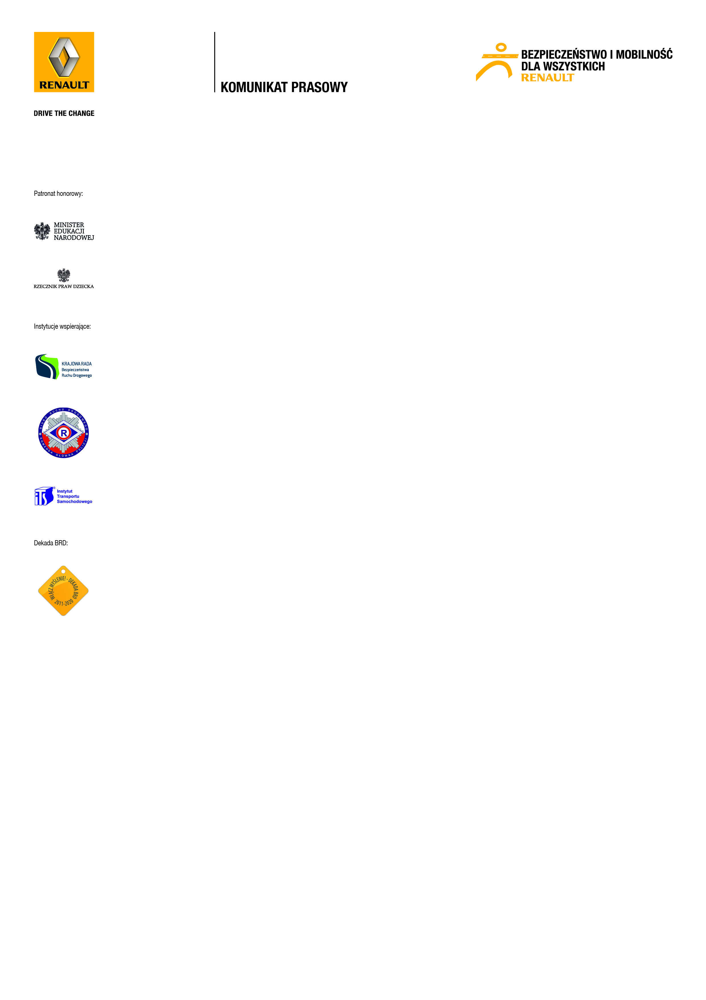 RENAULT
DRIVE THE CHANGE
KOMUNIKAT PRASOWY
BEZPIECZEŃSTWO I MOBILNOŚĆ
DLA WSZYSTKICH
RENAULT
Patronat honorowy:
MINISTER
EDUKACJI
NARODOWEJ
RZECZNIK PRAW DZIECKA
Instytucje wspierające:
KRAJOWA RADA
Bezpieczeństwa
Ruchu Drogowego
BIURO RUCHU DROGOWEGO
R
KOMENDA GŁÓWNA POLICJI
iTS®
Instytut
Transportu
Samochodowego
Dekada BRD:
WŁĄCZ MYŚLENIE! - DEKADA BRD
2011-2020